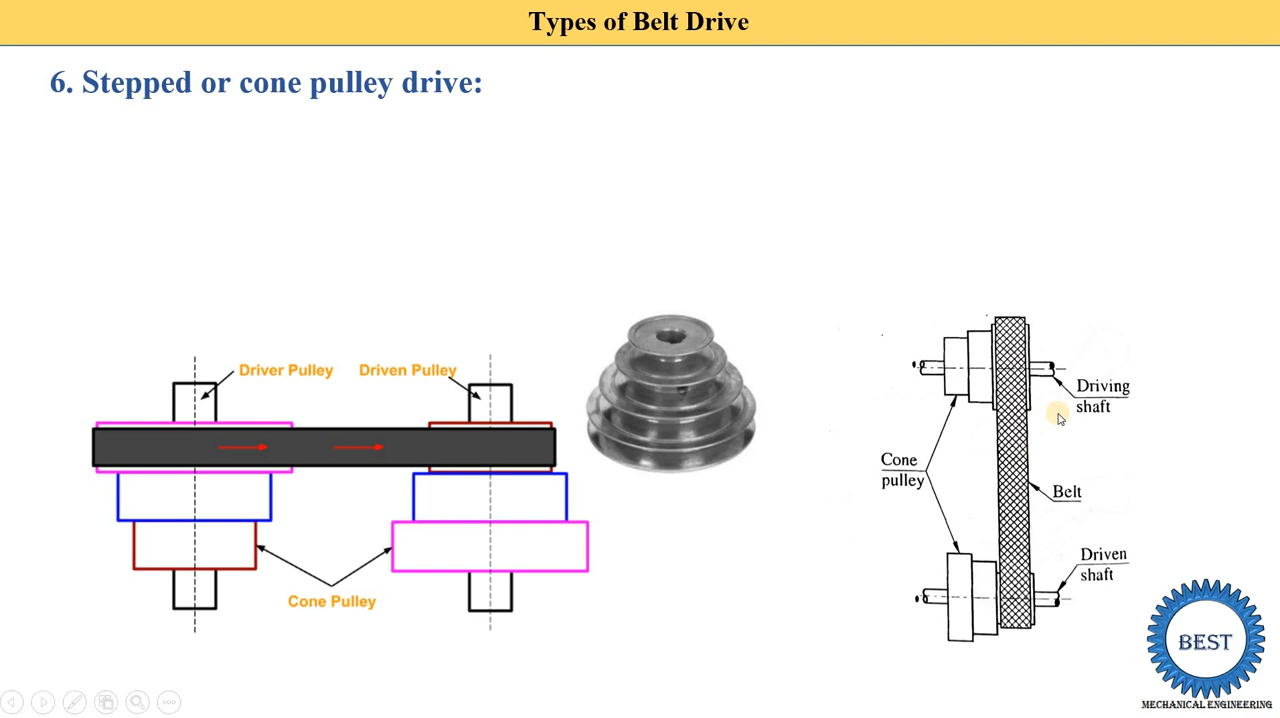 Types of Belt Drive
6. Stepped or cone pulley drive:
Driver Pulley
Driven Pulley
Cone Pulley
Driving
shaft
Cone
pulley
Belt
Driven
shaft
BEST
MECHANICAL ENGINEERING